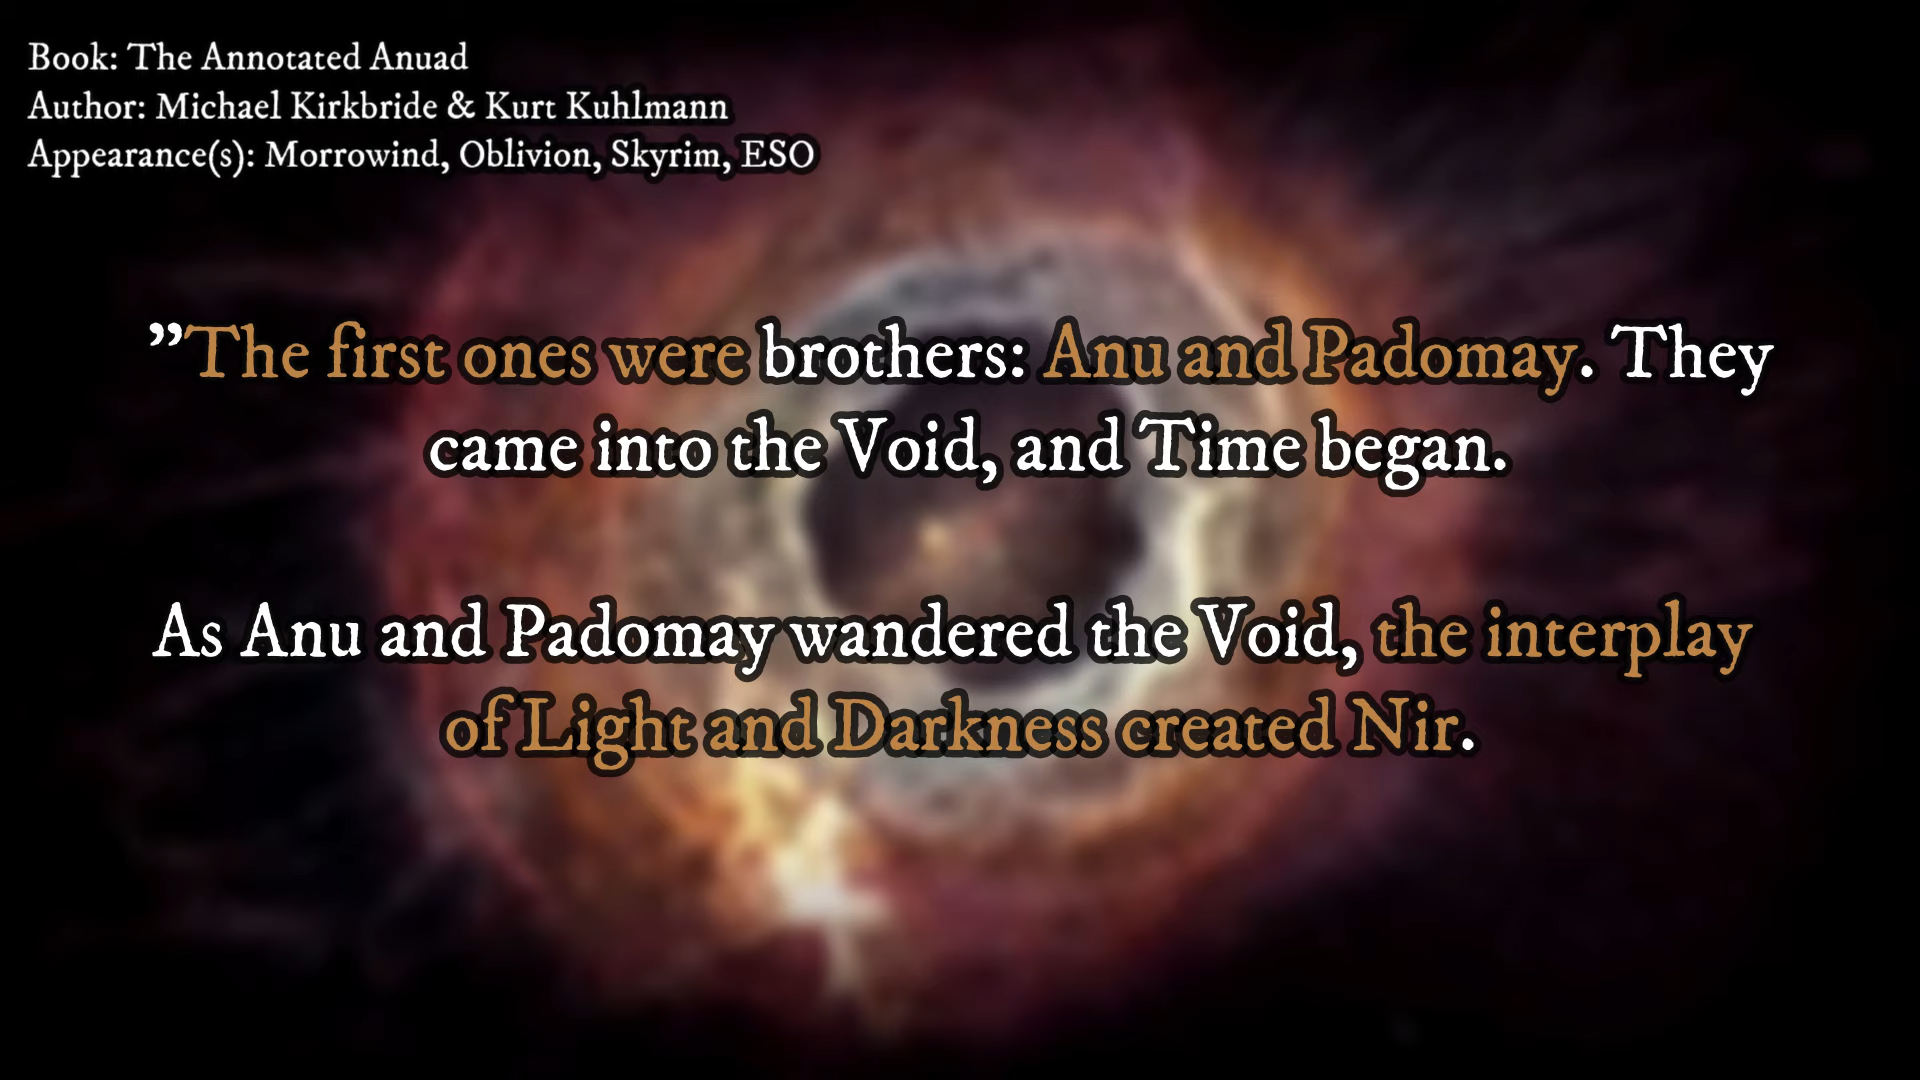 Book: The Annotated Anuad
Author: Michael Kirkbride & Kurt Kuhlmann
Appearance(s): Morrowind, Oblivion, Skyrim, ESO
”The first ones were brothers: Anu and Padomay. They
came into the Void, and Time began.
As Anu and Padomay wandered the Void, the interplay
of Light and Darkness created Nir.